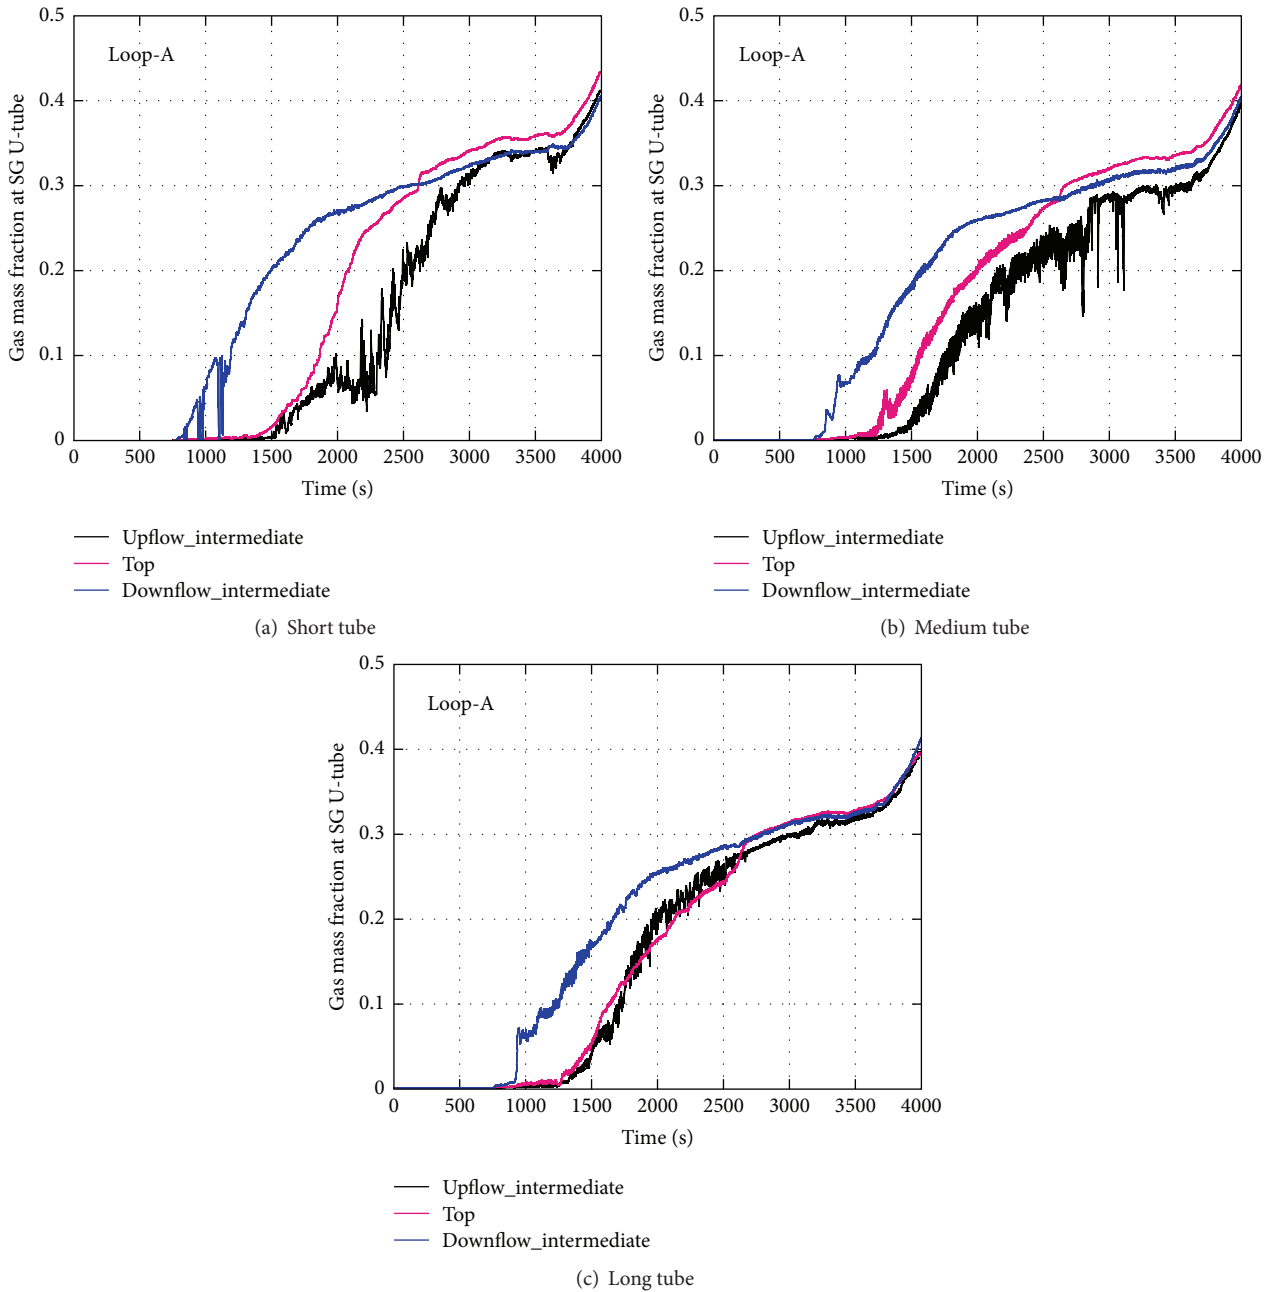 Gas mass fraction at SG U-tube
0.5
0.4
0.3
0.2
0.1
0
Loop-A
0 500 1000 1500 2000 2500 3000 3500 4000
Time (s)
Upflow_intermediate
Top
Downflow_intermediate
(a) Short tube
Gas mass fraction at SG U-tube
0.5
0.4
0.3
0.2
0.1
0
Loop-A
0 500 1000 1500 2000 2500 3000 3500 4000
Time (s)
Upflow_intermediate
Top
Downflow_intermediate
(b) Medium tube
Gas mass fraction at SG U-tube
0.5
0.4
0.3
0.2
0.1
0
Loop-A
0 500 1000 1500 2000 2500 3000 3500 4000
Time (s)
Upflow_intermediate
Top
Downflow_intermediate
(c) Long tube